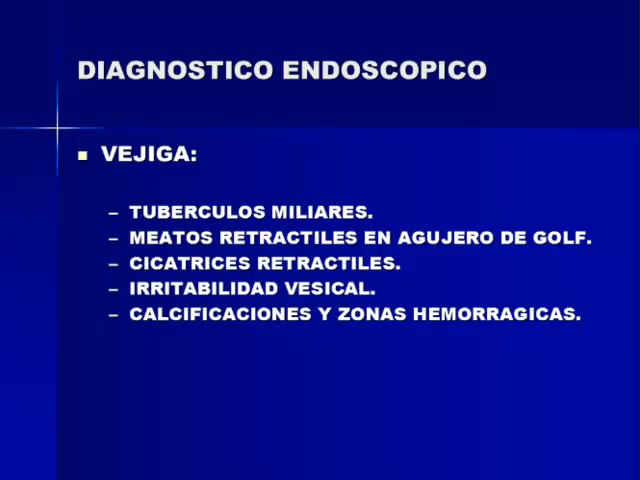 DIAGNOSTICO ENDOSCOPICO
VEJIGA:
– TUBERCULOS MILIARES.
– MEATOS RETRACTILES EN AGUJERO DE GOLF.
– CICATRICES RETRACTILES.
– IRRITABILIDAD VESICAL.
– CALCIFICACIONES Y ZONAS HEMORRAGICAS.